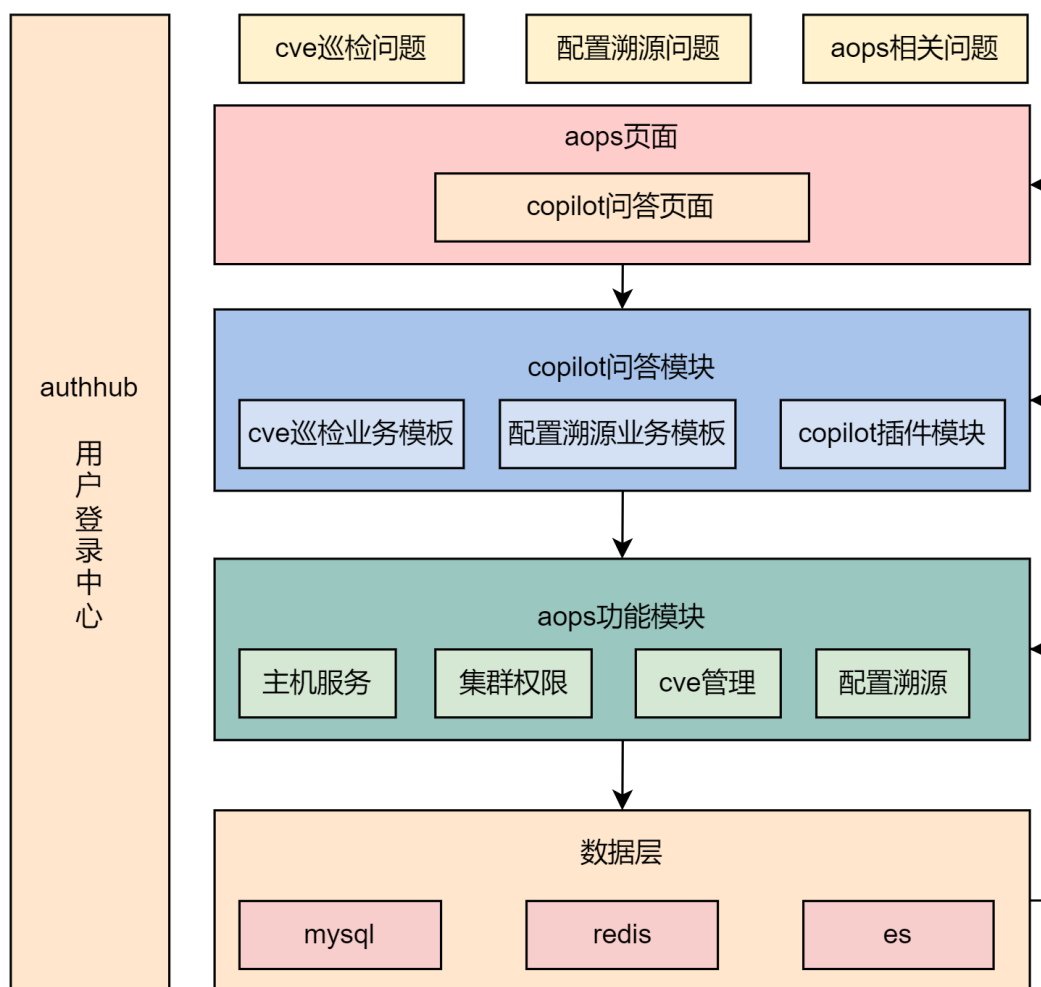 cve巡检问题
配置溯源问题
aops相关问题
aops页面
copilot问答页面
authhub
用
户
登
录
中
心
copilot问答模块
cve巡检业务模板
配置溯源业务模板
copilot插件模块
aops功能模块
主机服务
集群权限
cve管理
配置溯源
数据层
mysql
redis
es